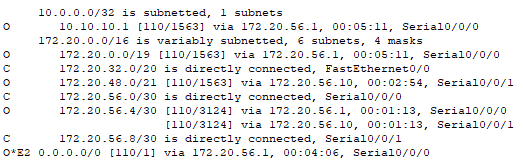 10.0.0.0/32 is subnetted, 1 subnets
O 10.10.10.1 [110/1563] via 172.20.56.1, 00:05:11, Serial0/0/0
172.20.0.0/16 is variably subnetted, 6 subnets, 4 masks
O 172.20.0.0/19 [110/1563] via 172.20.56.1, 00:05:11, Serial0/0/0
C 172.20.32.0/20 is directly connected, FastEthernet0/0
O 172.20.48.0/21 [110/1563] via 172.20.56.10, 00:02:54, Serial0/0/1
C 172.20.56.0/30 is directly connected, Serial0/0/0
O 172.20.56.4/30 [110/3124] via 172.20.56.1, 00:01:13, Serial0/0/0
[110/3124] via 172.20.56.10, 00:01:13, Serial0/0/1
C 172.20.56.8/30 is directly connected, Serial0/0/1
O*E2 0.0.0.0/0 [110/1] via 172.20.56.1, 00:04:06, Serial0/0/0